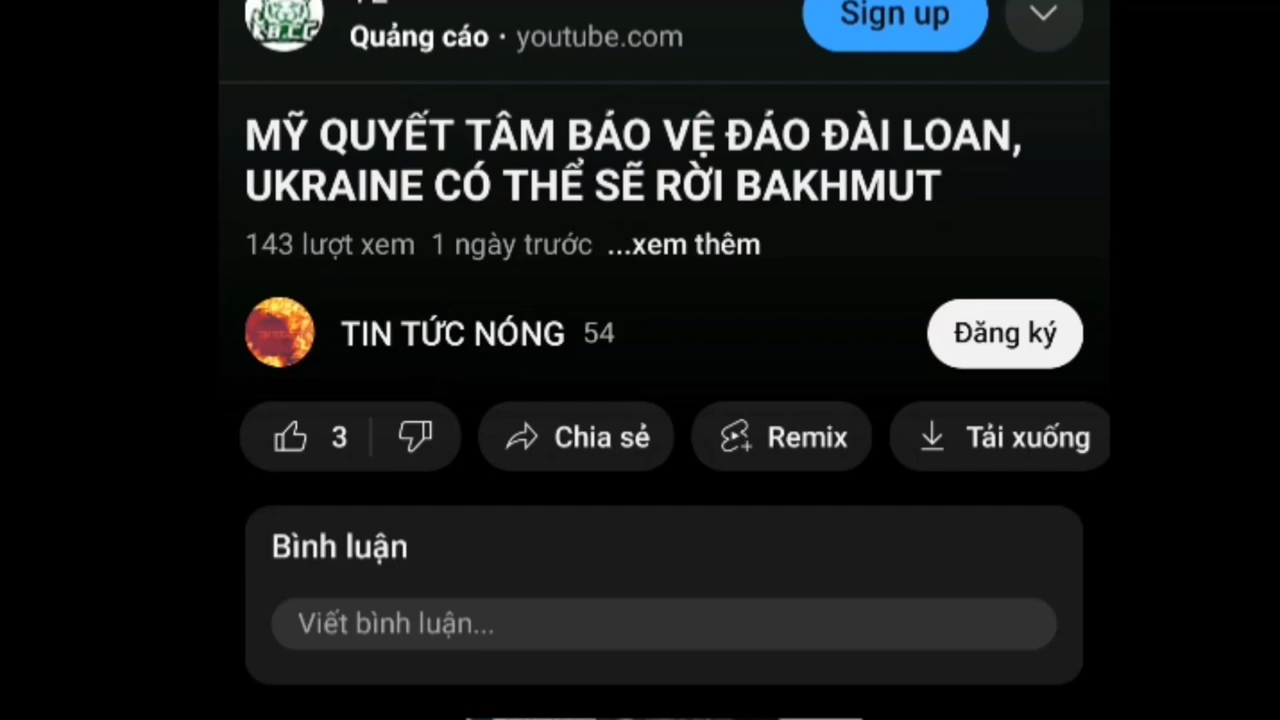 Sign up
Quảng cáo · youtube.com
MỸ QUYẾT TÂM BẢO VỆ ĐẢO ĐÀI LOAN,
UKRAINE CÓ THỂ SẼ RỜI BAKHMUT
143 lượt xem 1 ngày trước ...xem thêm
TIN TỨC NÓNG 54
Đăng ký
3
Chia sẻ
Remix
Tải xuống
Bình luận
Viết bình luận...